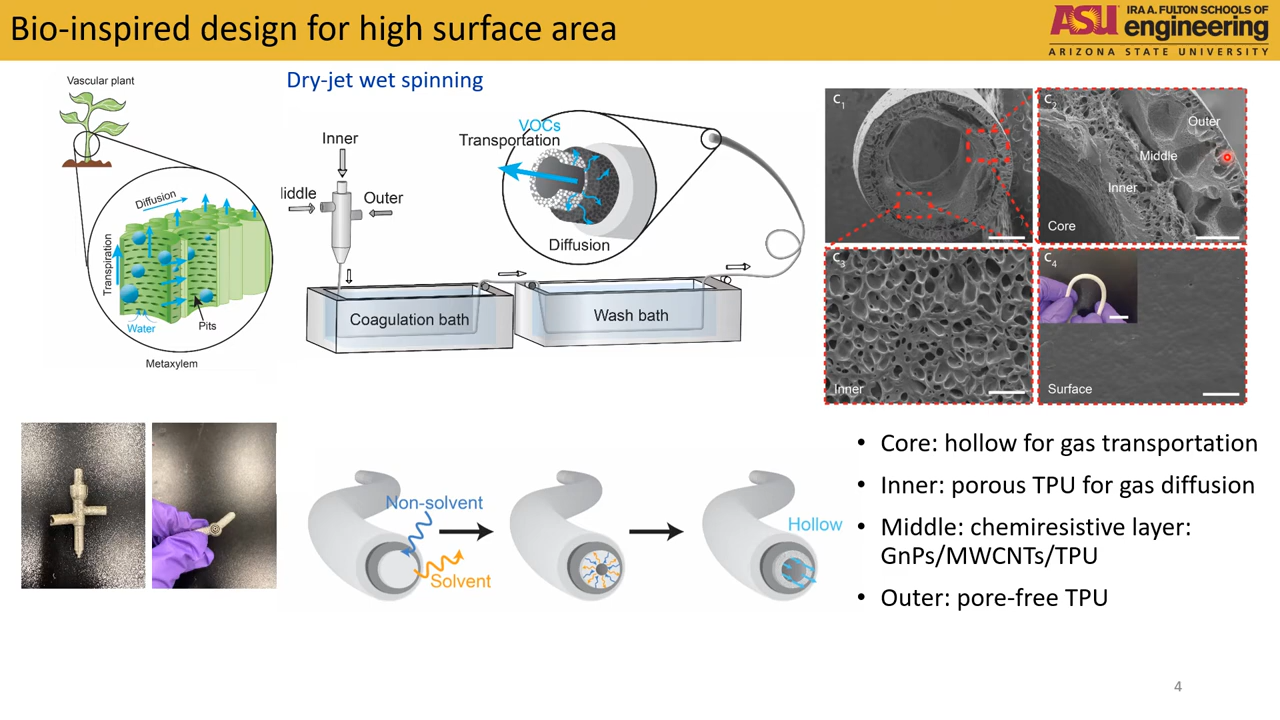 Bio-inspired design for high surface area
ASU IRA A. FULTON SCHOOLS OF
engineering
ARIZONA STATE UNIVERSITY
Vascular plant
Diffusion
Transpiration
Water
Pits
Metaxylem
Dry-jet wet spinning
Inner
iddle
Outer
VOCs
Transportation
Diffusion
Coagulation bath
Wash bath
C1
C2
Outer
Middle
Inner
Core
C3
Inner
C4
Surface
Non-solvent
Solvent
Hollow
• Core: hollow for gas transportation
• Inner: porous TPU for gas diffusion
• Middle: chemiresistive layer:
GnPs/MWCNTs/TPU
• Outer: pore-free TPU
4